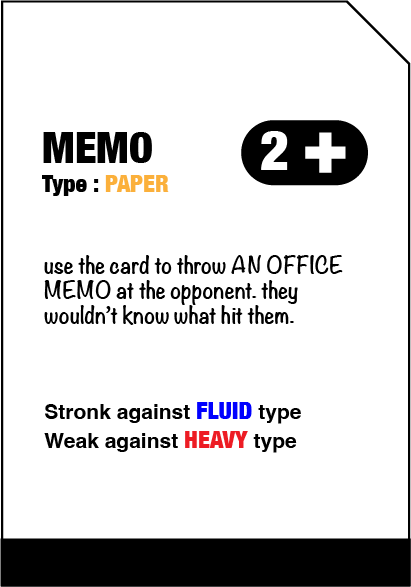 MEMO
2 +
Type : PAPER
use the card to throw AN OFFICE
MEMO at the opponent. they
wouldn't know what hit them.
Stronk against FLUID type
Weak against HEAVY type